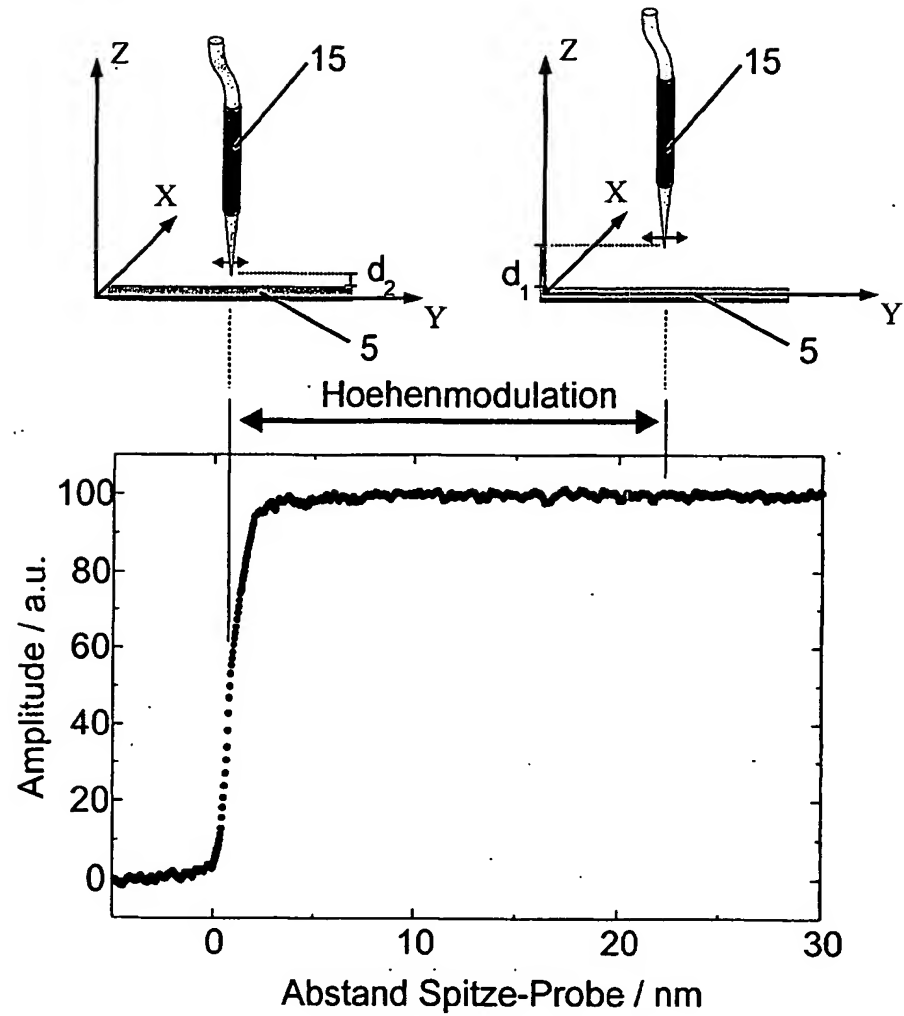 Z
15
X
d₂
Y
5
Z
15
X
d₁
Y
5
Hoehenmodulation
100
80
60
40
20
0
Amplitude / a.u.
0 10 20 30
Abstand Spitze-Probe / nm